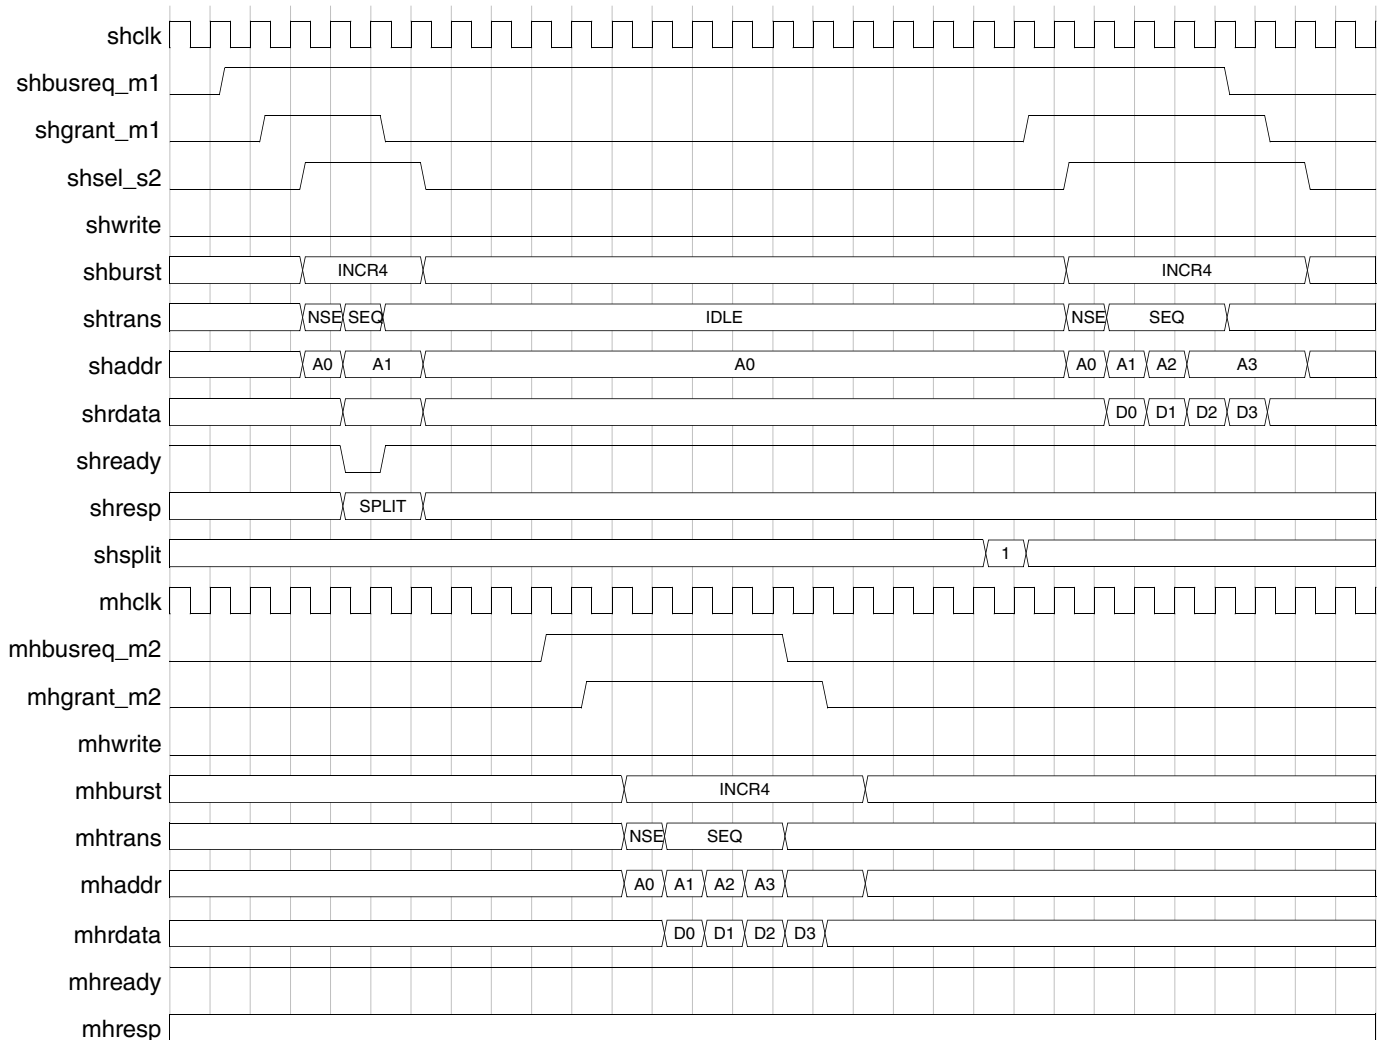 shclk
shbusreq_m1
shgrant_m1
shsel_s2
shwrite
shburst INCR4 INCR4
shtrans NSE SEQ IDLE NSE SEQ
shaddr A0 A1 A0 A0 A1 A2 A3
shrdata D0 D1 D2 D3
shready
shresp SPLIT
shsplit 1
mhclk
mhbusreq_m2
mhgrant_m2
mhwrite
mhburst INCR4
mhtrans NSE SEQ
mhaddr A0 A1 A2 A3
mhrdata D0 D1 D2 D3
mhready
mhresp